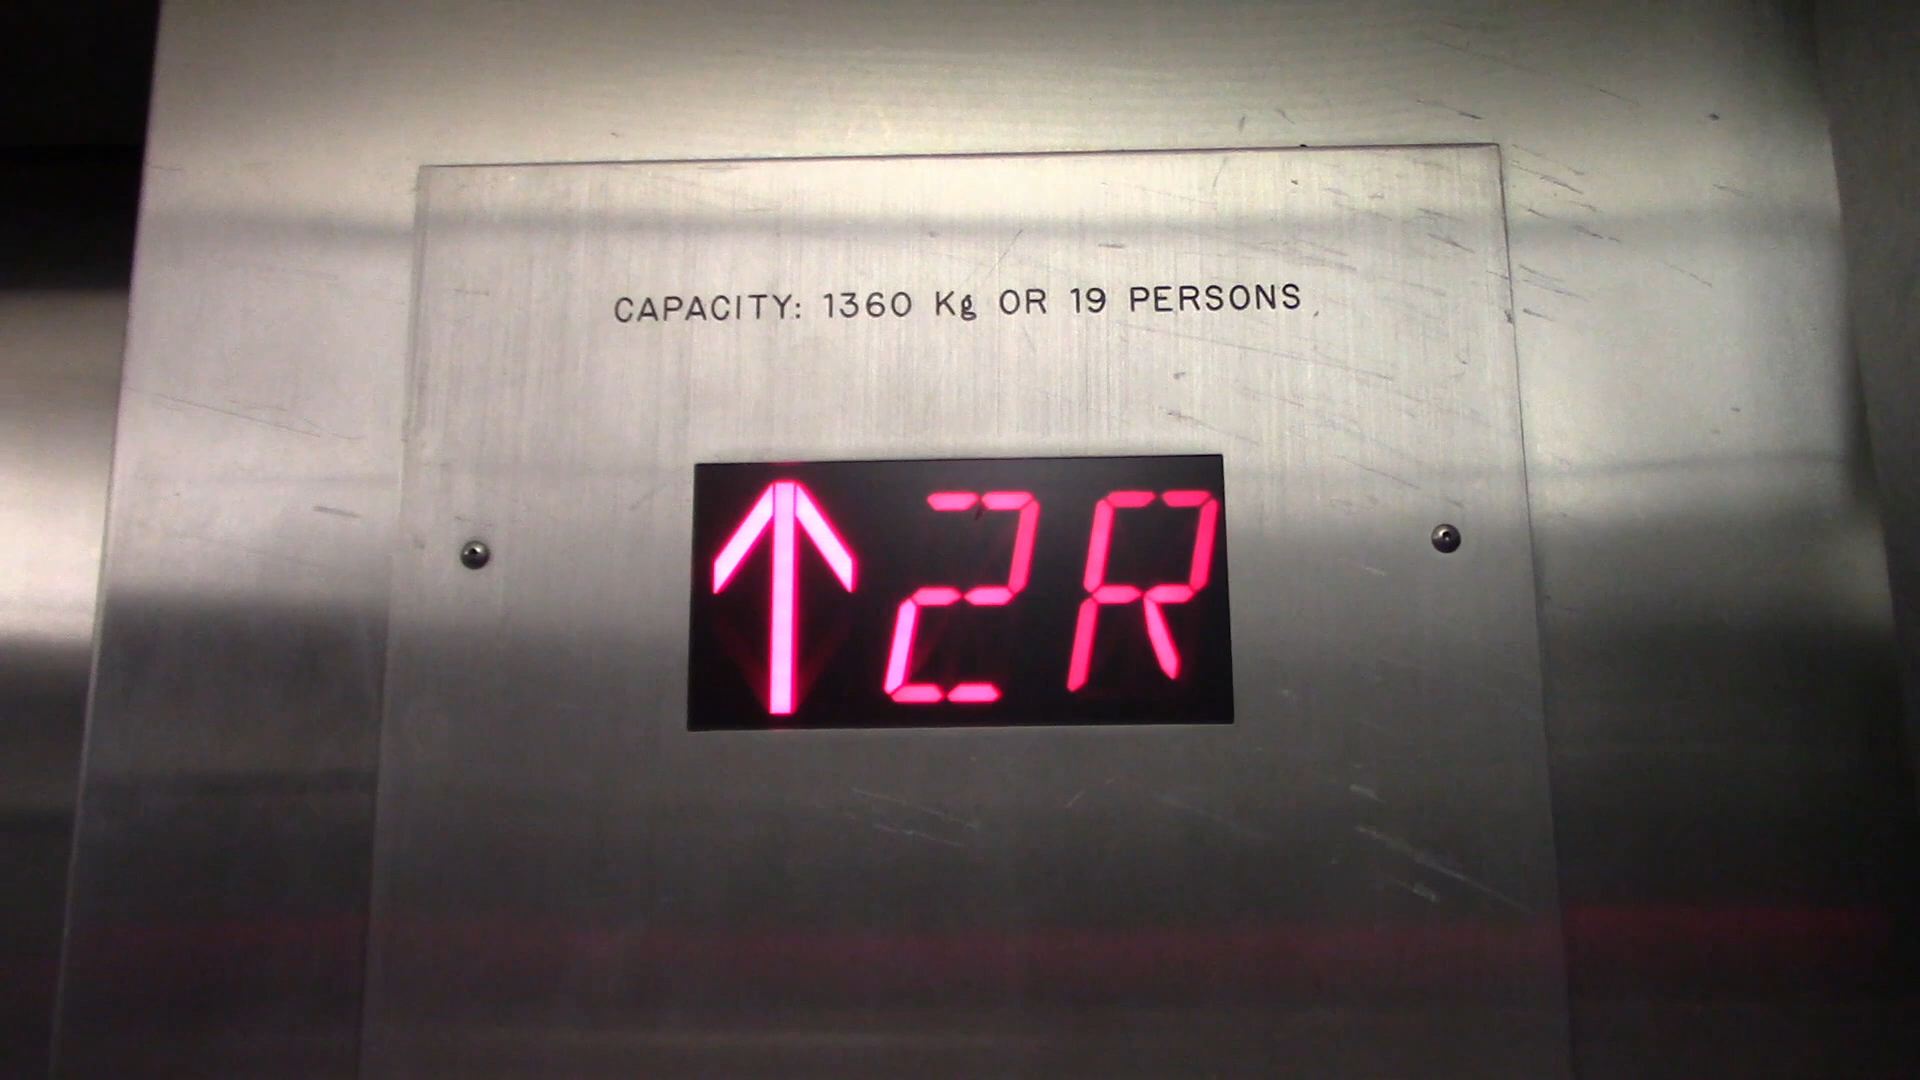 CAPACITY: 1360 Kg OR 19 PERSONS
↑ 2R